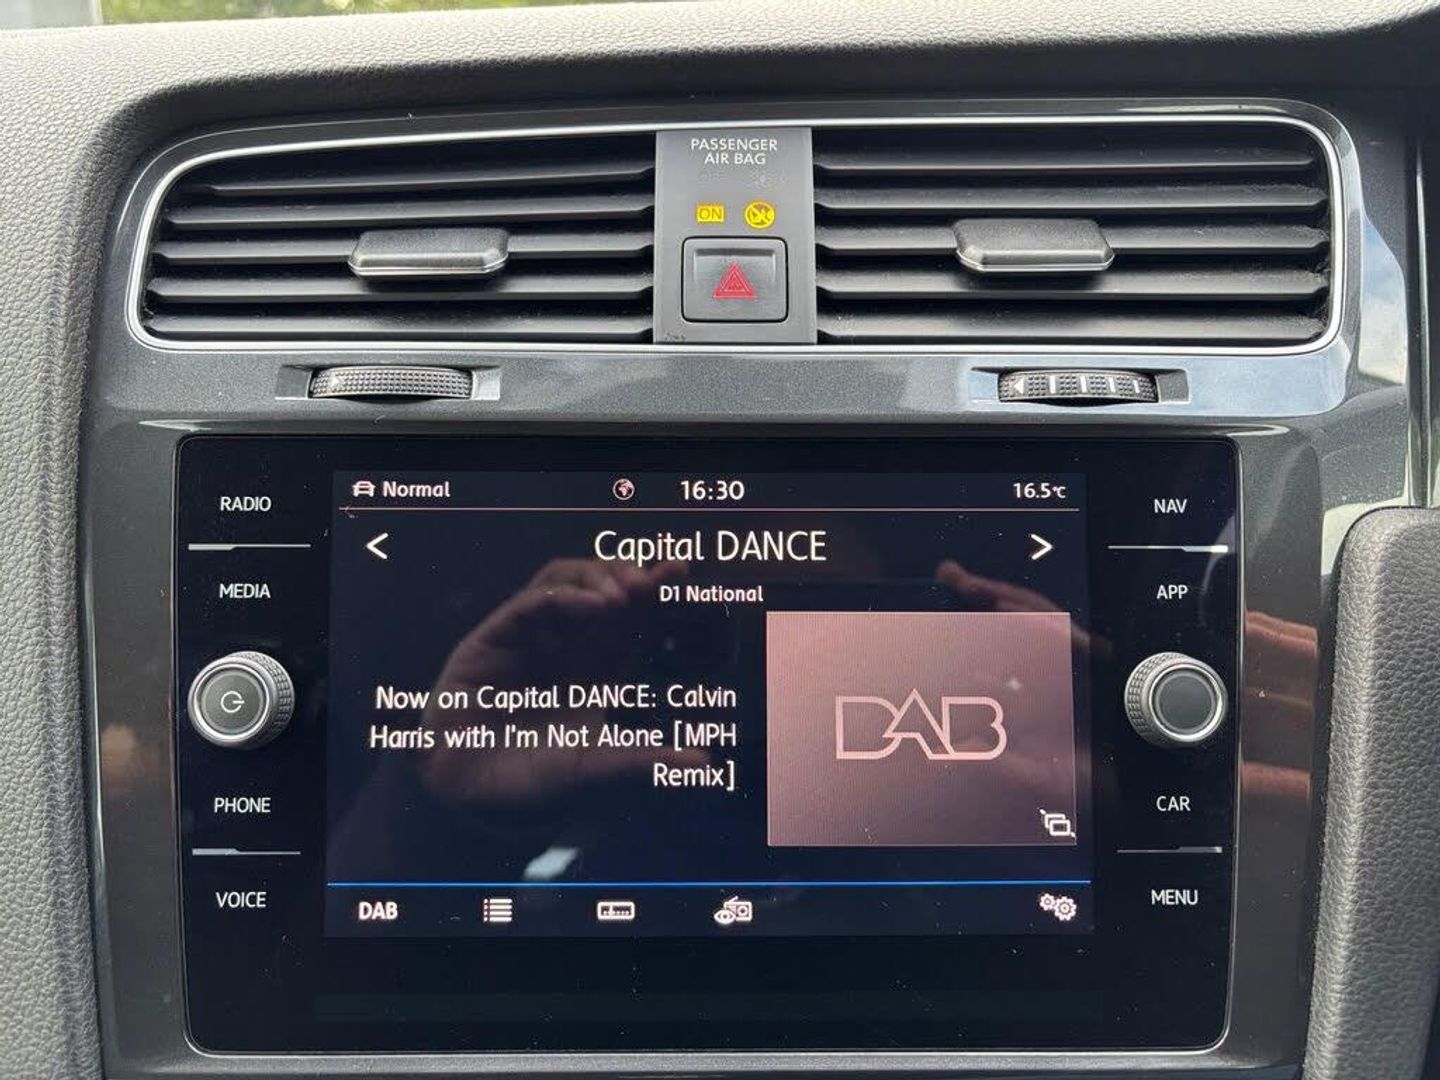 PASSENGER
AIR BAG
ON
RADIO
MEDIA
PHONE
VOICE
Normal
16:30
16.5°C
< Capital DANCE >
D1 National
Now on Capital DANCE: Calvin
Harris with I'm Not Alone [MPH
Remix]
DAB
DAB
NAV
APP
CAR
MENU